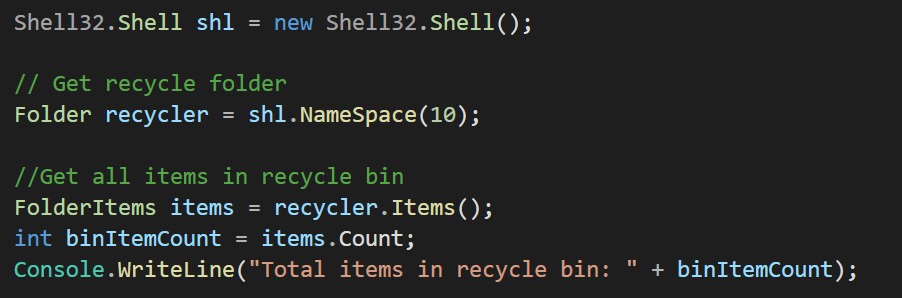 Shell32.Shell shl = new Shell32.Shell();
// Get recycle folder
Folder recycler = shl.NameSpace(10);
//Get all items in recycle bin
FolderItems items = recycler.Items();
int binItemCount = items.Count;
Console.WriteLine("Total items in recycle bin: " + binItemCount);